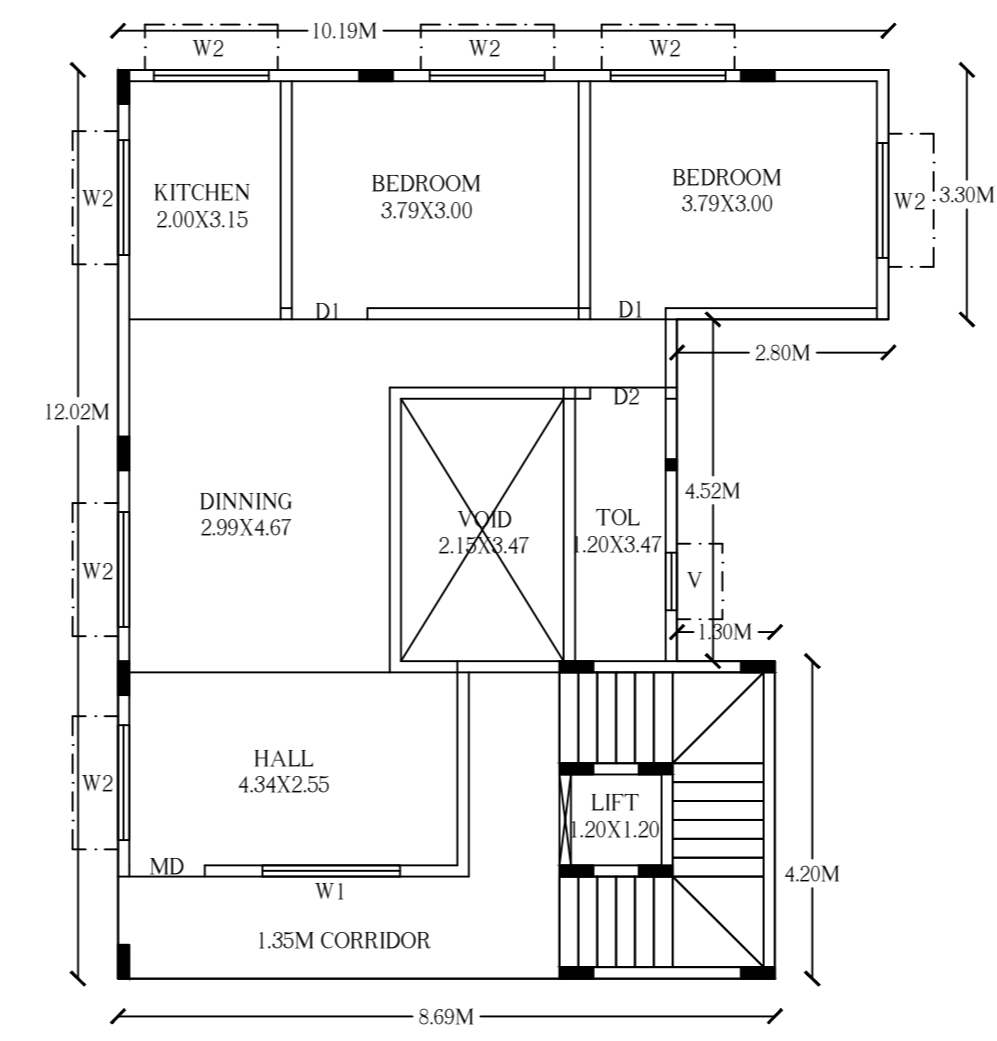 10.19M
W2
W2
W2
KITCHEN
2.00X3.15
BEDROOM
3.79X3.00
BEDROOM
3.79X3.00
W2
W2
3.30M
D1
D1
2.80M
12.02M
D2
DINNING
2.99X4.67
VOID
2.15X3.47
TOL
1.20X3.47
4.52M
W2
V
1.30M
HALL
4.34X2.55
W2
LIFT
1.20X1.20
MD
W1
4.20M
1.35M CORRIDOR
8.69M